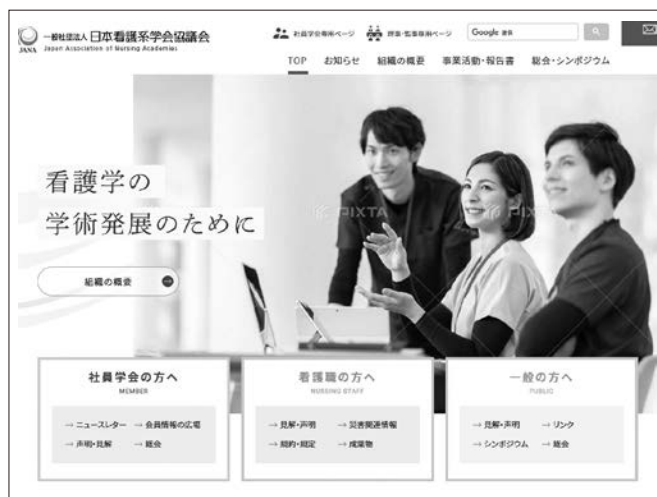 JANA
一般社団法人 日本看護系学会協議会
Japan Association of Nursing Academies
社員学会専用ページ
理事・監事専用ページ
Google 提供
TOP お知らせ 組織の概要 事業活動・報告書 総会・シンポジウム
看護学の
学術発展のために
PIXTA
組織の概要
社員学会の方へ
MEMBER
→ ニュースレター → 会員情報の広場
→ 声明・見解 → 総会
看護職の方へ
NURSING STAFF
→ 見解・声明 → 災害関連情報
→ 規約・規定 → 成果物
一般の方へ
PUBLIC
→ 見解・声明 → リンク
→ シンポジウム → 総会